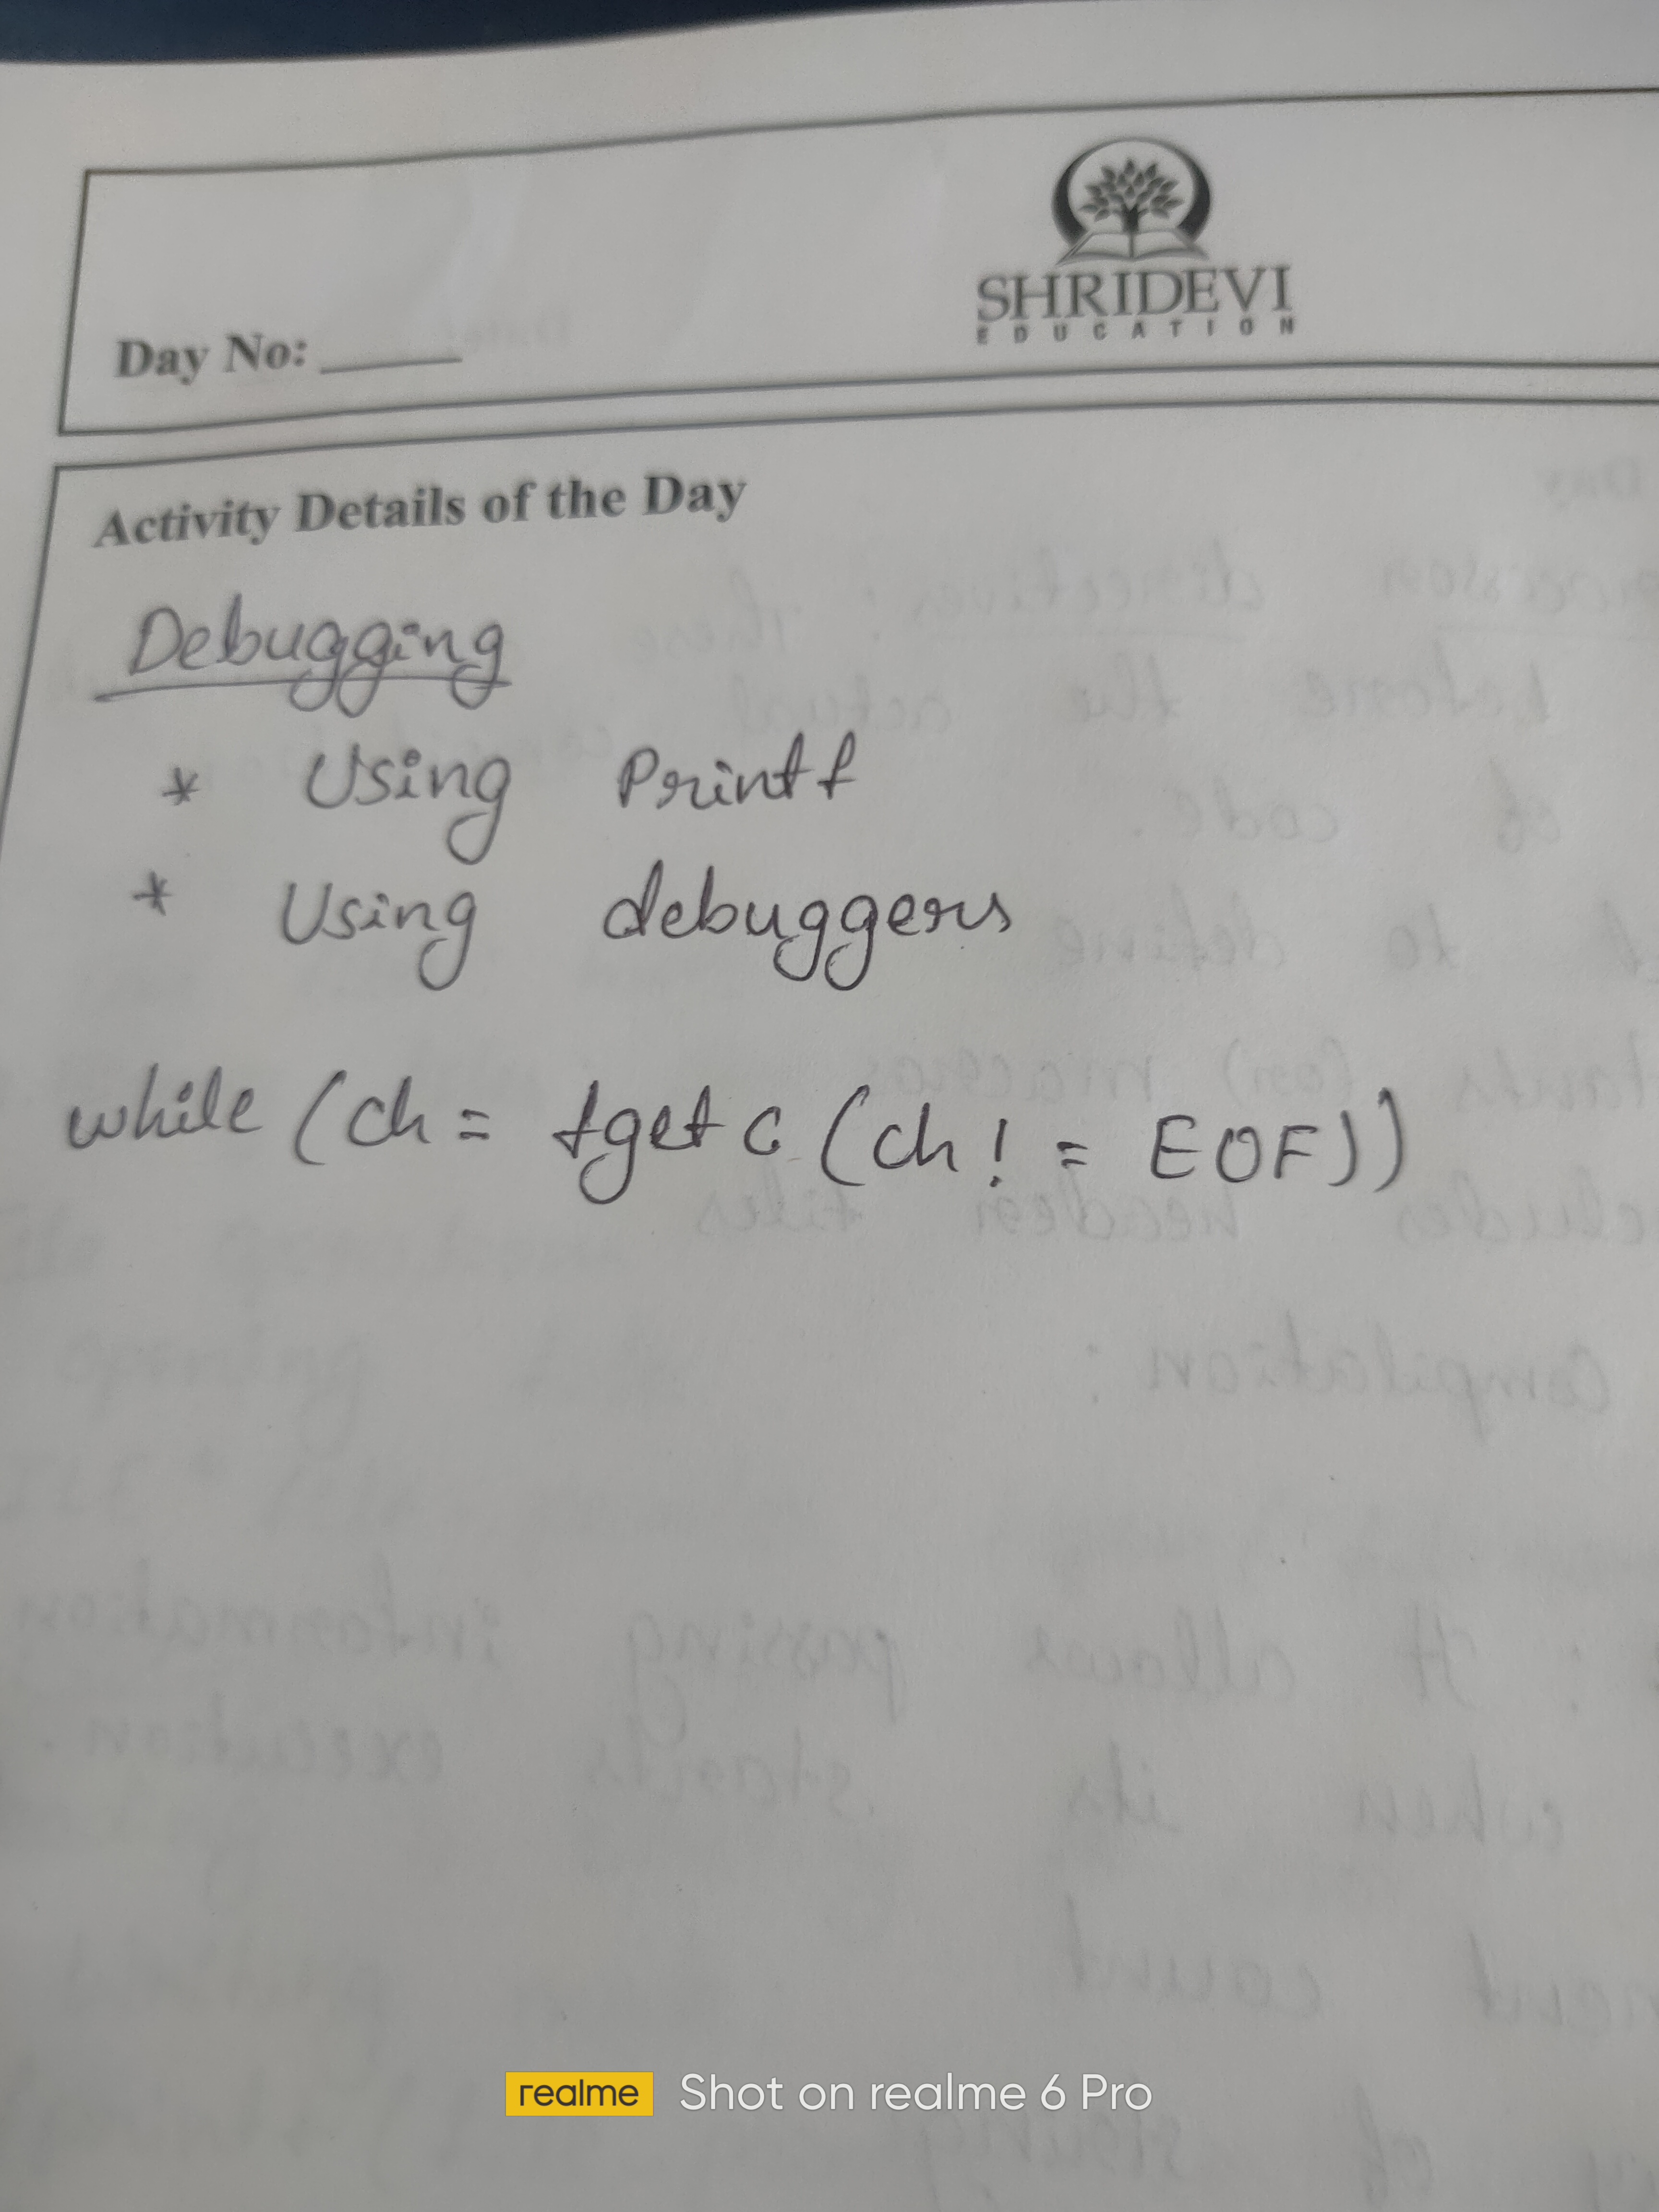 SHRIDEVI
EDUCATION
Day No:
Activity Details of the Day
Debugging
* Using Printf
* Using debuggers
while (ch = fgetc (ch! = EOF))
realme Shot on realme 6 Pro